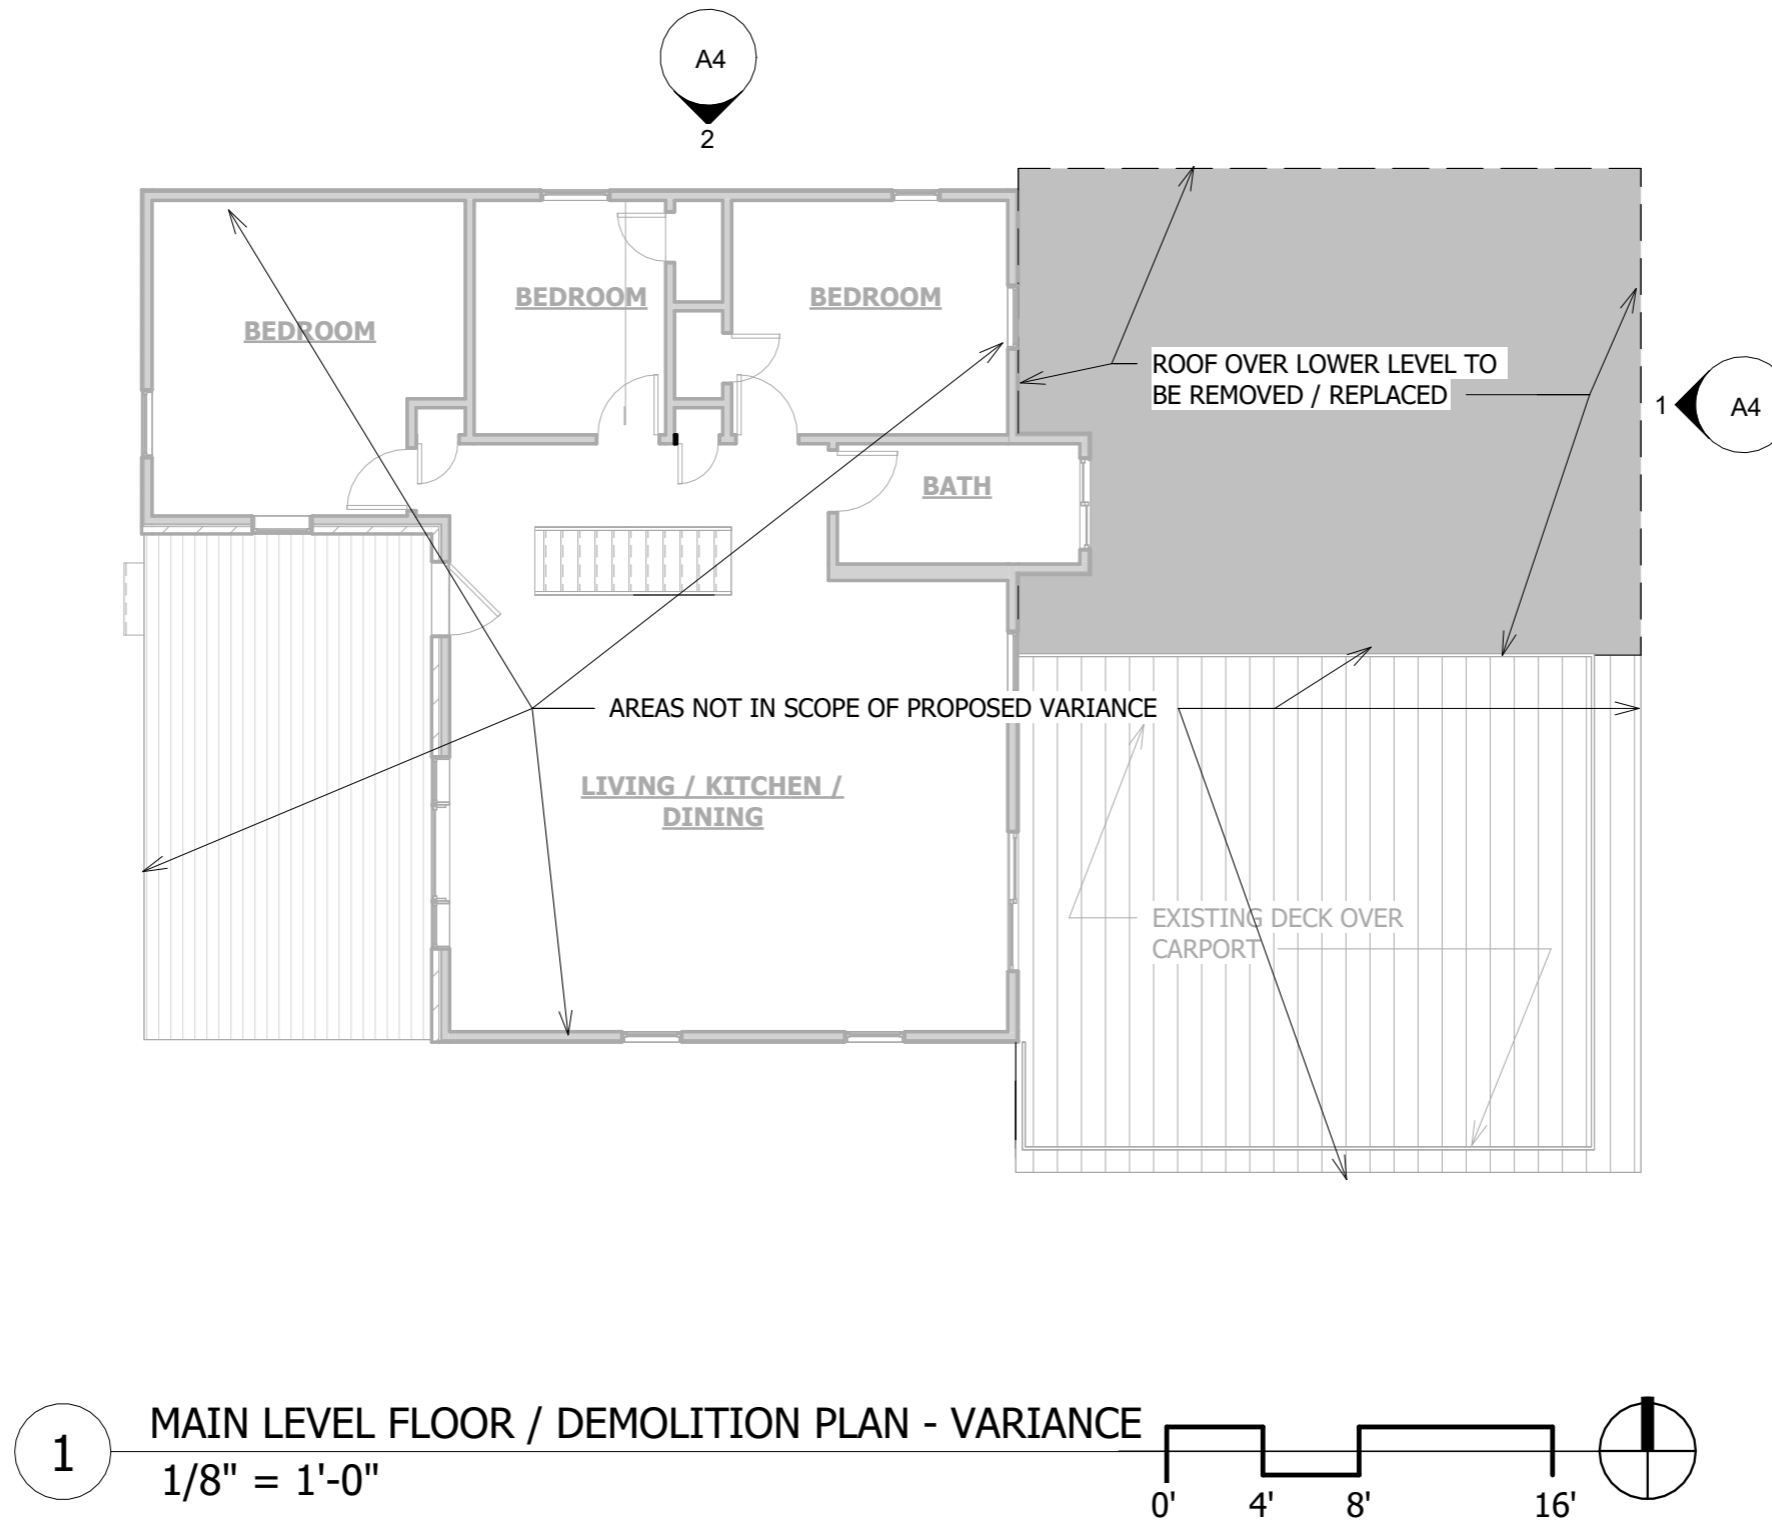 A4
2
BEDROOM
BEDROOM
BEDROOM
ROOF OVER LOWER LEVEL TO
BE REMOVED / REPLACED
1
A4
BATH
AREAS NOT IN SCOPE OF PROPOSED VARIANCE
LIVING / KITCHEN /
DINING
EXISTING DECK OVER
CARPORT
1
MAIN LEVEL FLOOR / DEMOLITION PLAN - VARIANCE
1/8" = 1'-0"
0' 4' 8' 16'